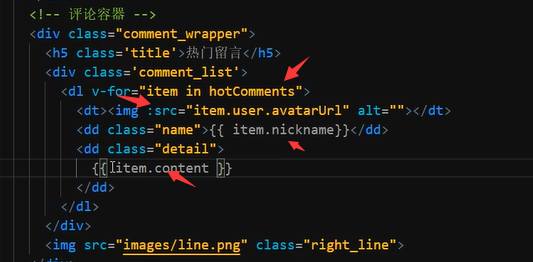 <!-- 评论容器 -->
<div class="comment_wrapper">
<h5 class='title'>热门留言</h5>
<div class='comment_list'>
<dl v-for="item in hotComments">
<dt><img :src="item.user.avatarUrl" alt=""></dt>
<dd class="name">{{ item.nickname}}</dd>
<dd class="detail">
{{ item.content }}
</dd>
</dl>
</div>
<img src="images/line.png" class="right_line">
</div>